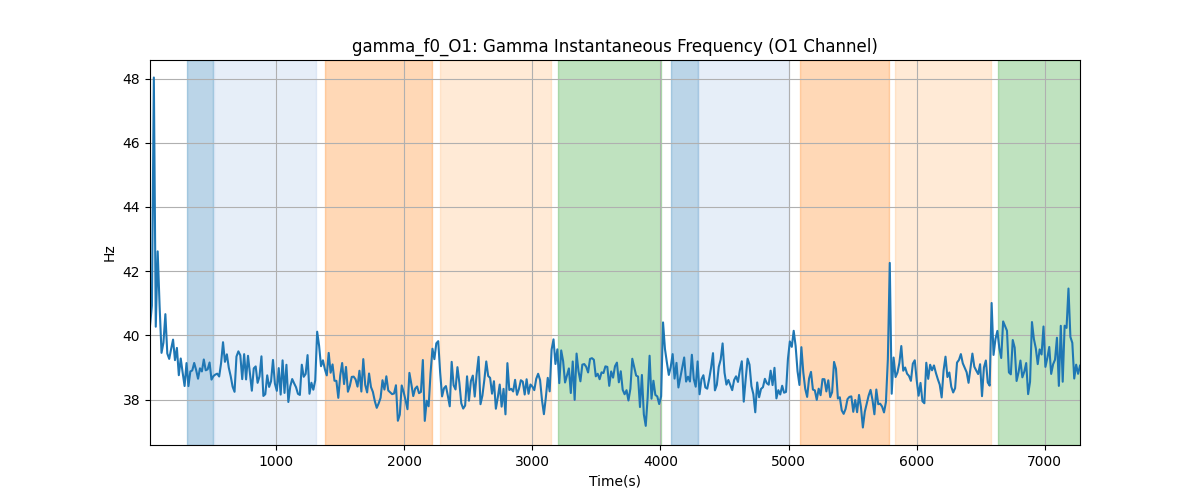 gamma_f0_O1: Gamma Instantaneous Frequency (O1 Channel)
Hz
48
46
44
42
40
38
1000 2000 3000 4000 5000 6000 7000
Time(s)